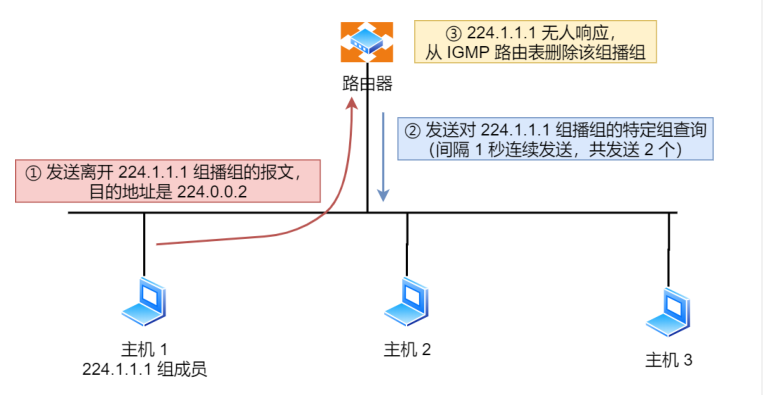 ③ 224.1.1.1 无人响应，
从 IGMP 路由表删除该组播组
路由器
② 发送对 224.1.1.1 组播组的特定组查询
（间隔 1 秒连续发送，共发送 2 个）
① 发送离开 224.1.1.1 组播组的报文，
目的地址是 224.0.0.2
主机 1
224.1.1.1 组成员
主机 2
主机 3